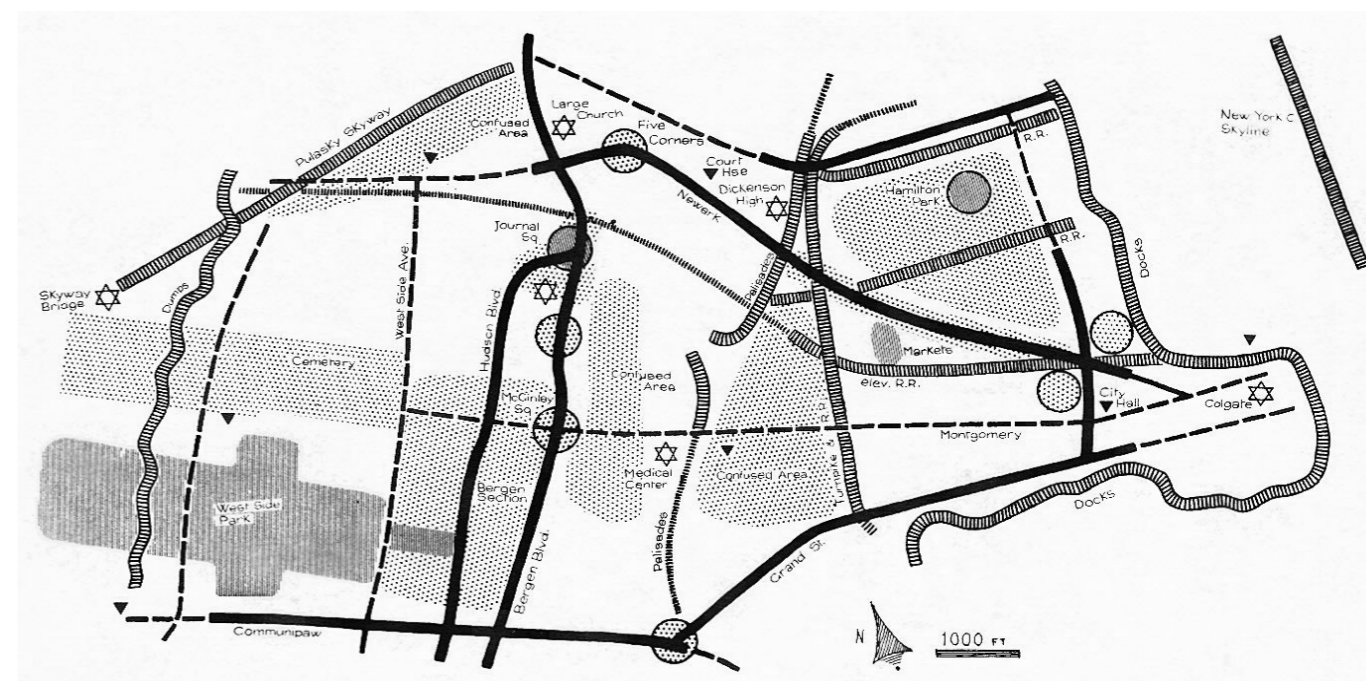 New York C
Skyline
Pulasky Skyway
Confused
Area
Large
Church
Five
Corners
Court
Hse
Dickenson
High
Newark
R.R.
Hamilton
Park
R.R.
Docks
Journal
Sq
West Side Ave.
Hudson Blvd.
Palisades
Skyway
Bridge
Dumps
Cemetery
Markets
elev. R.R.
Confused
Area
McGinley
Sq
City
Hall
Colgate
Montgomery
Medical
Center
Confused Area
R.R.
Bergen
Section
West Side
Park
Docks
Palisades
Grand St.
Bergen Blvd.
Communipaw
N
1000 FT